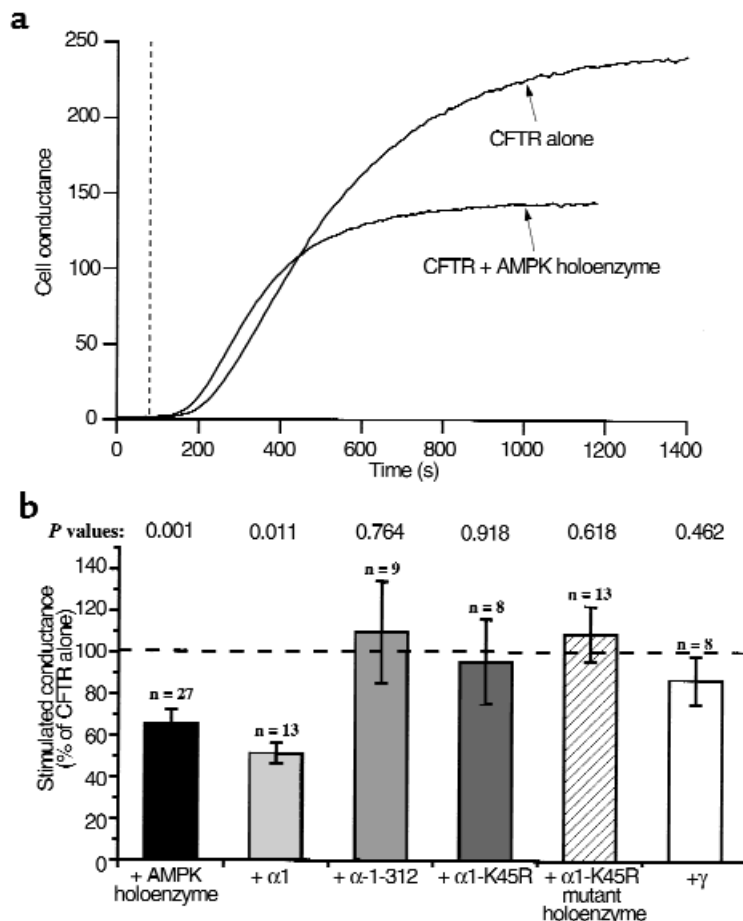 a
250
200
150
100
50
0
Cell conductance
CFTR alone
CFTR + AMPK holoenzyme
0 200 400 600 800 1000 1200 1400
Time (s)
b
P values: 0.001 0.011 0.764 0.918 0.618 0.462
140
120
100
80
60
40
20
0
Stimulated conductance
(% of CFTR alone)
n = 27
n = 13
n = 9
n = 8
n = 13
n = 8
+ AMPK
holoenzyme
+ α1
+ α-1-312
+ α1-K45R
+ α1-K45R
mutant
holoenzyme
+γ